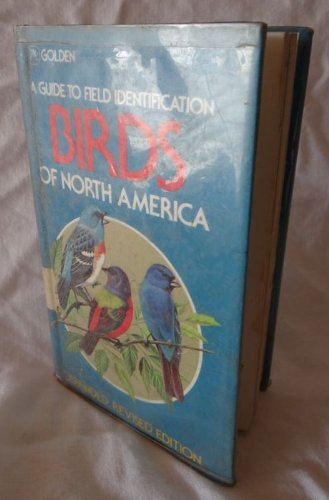 GOLDEN
A GUIDE TO FIELD IDENTIFICATION
BIRDS
OF NORTH AMERICA
EXPANDED, REVISED EDITION